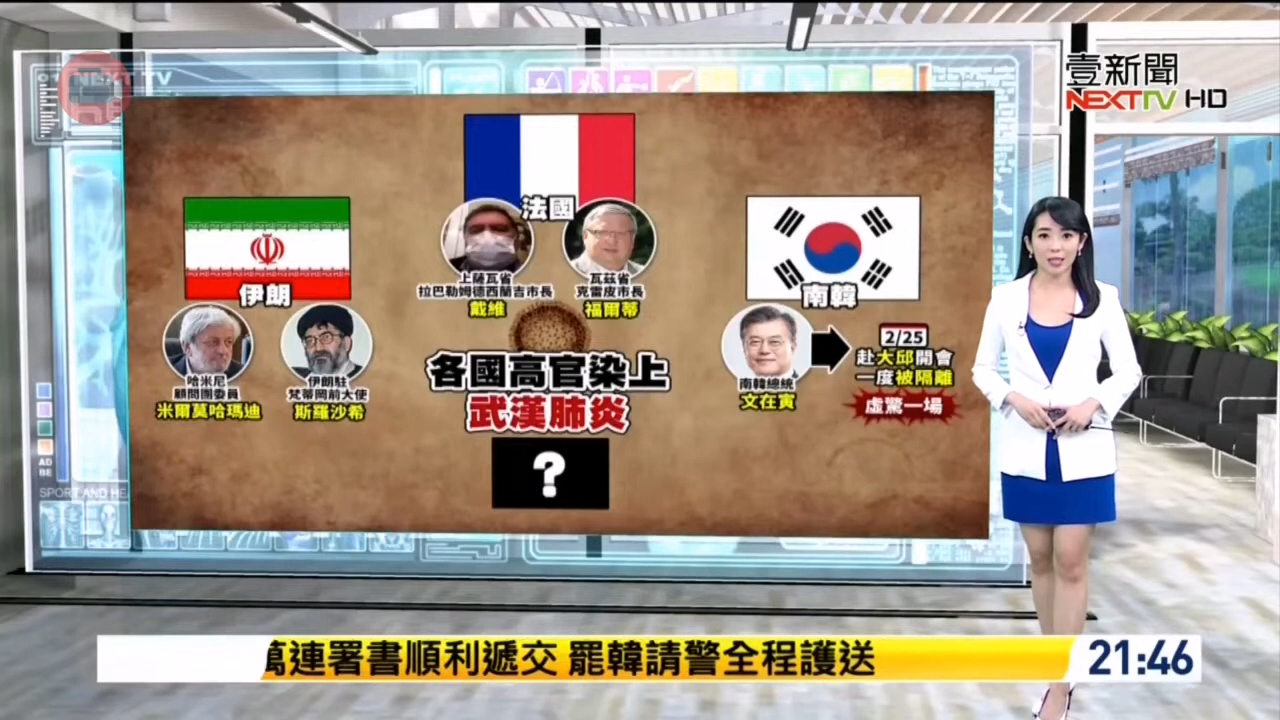 NEXT TV
壹新聞
NEXTTV HD
法國
上薩瓦省
拉巴勒姆德西蘭吉市長
戴維
瓦茲省
克雷皮市長
福爾蒂
伊朗
哈米尼
顧問團委員
米爾莫哈瑪迪
伊朗駐
梵蒂岡前大使
斯羅沙希
南韓
南韓總統
文在寅
2/25
赴大邱開會
一度被隔離
虛驚一場
各國高官染上
武漢肺炎
?
AD
BE
SPORT AND HEA
萬連署書順利遞交 罷韓請警全程護送
21:46